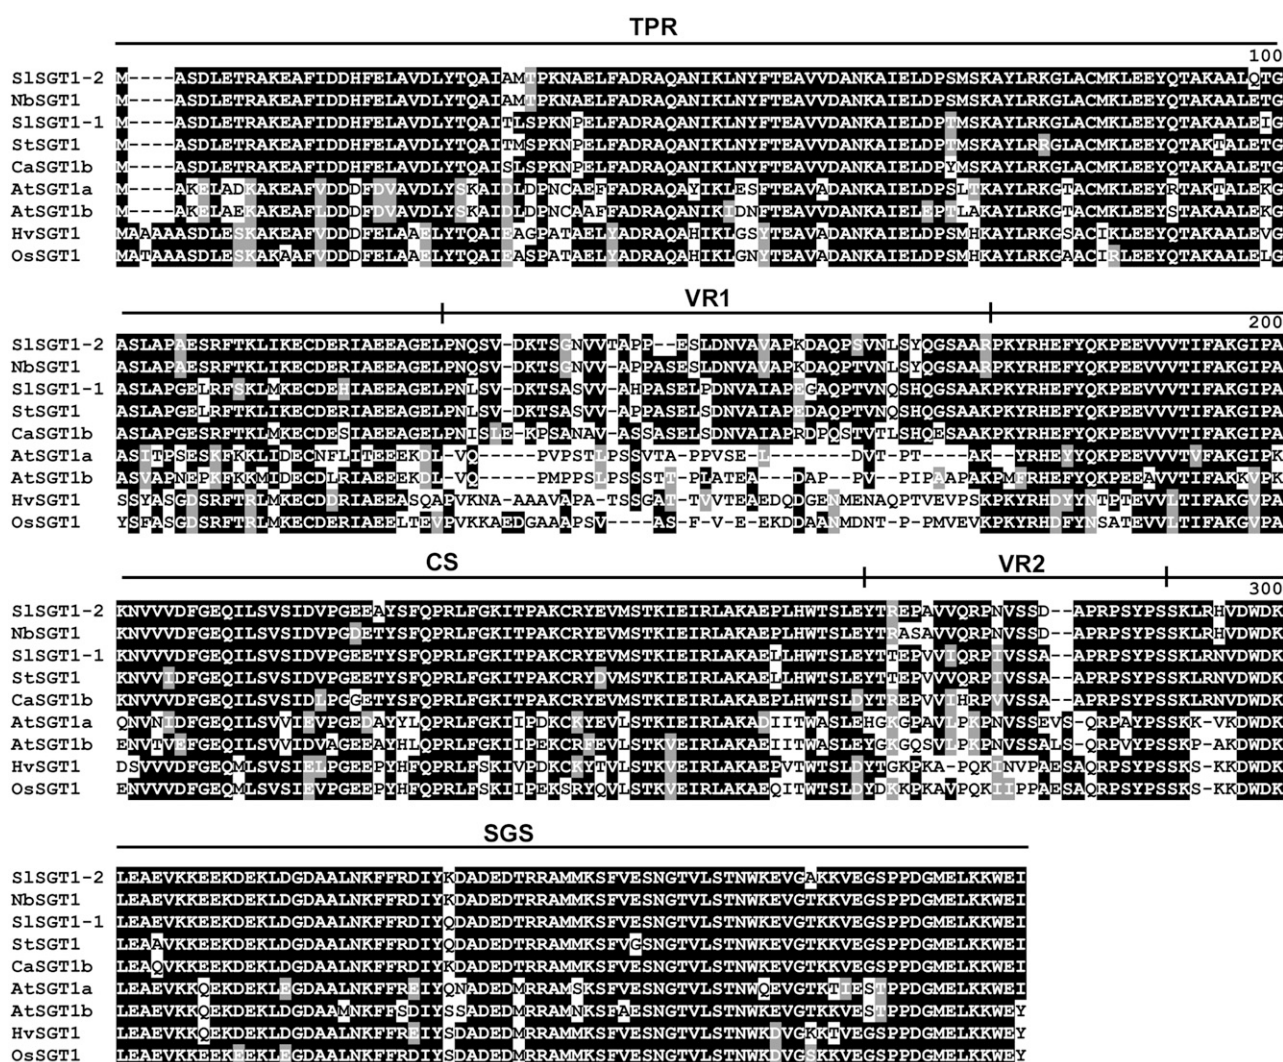 TPR
100
SlSGT1-2 M----ASDLETRAKEAFIDDHFELAVDLYTQAIAMTPKNAELFADRAQANIKLNYFTEAVVDANKAIELDPSMSKAYLRKGLACMKLEEYQTAKAALQTG
NbSGT1 M----ASDLETRAKEAFIDDHFELAVDLYTQAIAMTPKNAELFADRAQANIKLNYFTEAVVDANKAIELDPSMSKAYLRKGLACMKLEEYQTAKAALETG
SlSGT1-1 M----ASDLETRAKEAFIDDHFELAVDLYTQAITLSPKNPELFADRAQANIKLNYFTEAVVDANKAIELDPTMSKAYLRKGLACMKLEEYQTAKAALEIG
StSGT1 M----ASDLETRAKEAFIDDHFELAVDLYTQAITMSPKNPELFADRAQANIKLNYFTEAVVDANKAIELDPTMSKAYLRRGLACMKLEEYQTAKTALETG
CaSGT1b M----ASDLETRAKEAFIDDHFELAVDLYTQAISLSPKNPELFADRAQANIKLNYFTEAVVDANKAIELDPYMSKAYLRKGLACMKLEEYQTAKAALETG
AtSGT1a M----AKELADKAKEAFVDDDFDVAVDLYSKAIDLDPNCAEFFADRAQAYIKLESFTEAVADANKAIELDPSLTKAYLRKGTACMKLEEYRTAKTALEKG
AtSGT1b M----AKELAEKAKEAFLDDDFDVAVDLYSKAIDLDPNCAAFFADRAQANIKIDNFTEAVVDANKAIELEPTLAKAYLRKGTACMKLEEYSTAKAALEKG
HvSGT1 MAAAAASDLESKAKEAFVDDDFELAAELYTQAIEAGPATAELYADRAQAHIKLGSYTEAVADANKAIELDPSMHKAYLRKGSACIKLEEYQTAKAALEVG
OsSGT1 MATAAASDLESKAKAAFVDDDFELAAELYTQAIEASPATAELYADRAQAHIKLGNYTEAVADANKAIELDPSMHKAYLRKGAACIRLEEYQTAKAALELG
VR1
200
SlSGT1-2 ASLAPAESRFTKLIKECDERIAEEAGELPNQSV-DKTSGNVVTAPP--ESLDNVAVAPKDAQPSVNLSYQGSAARPKYRHEFYQKPEEVVVTIFAKGIPA
NbSGT1 ASLAPAESRFTKLIKECDERIAEEAGELPNQSV-DKTSGNVVT-APPASESLDNVAVAPKDAQPTVNLSYQGSAARPKYRHEFYQKPEEVVVTIFAKGIPA
SlSGT1-1 ASLAPGELRFSKLMKECDEHIAEEAGELPNLSV-DKTSASVV-AHPASELPDNVAIAPEGAQPTVNQSHQGSAAKPKYRHEFYQKPEEVVVTIFAKGIPA
StSGT1 ASLAPGELRFTKLIKECDERIAEEAGELPNLSV-DKTSASVV-APPASELSDNVAIAPEDAQPTVNQSHQGSAAKPKYRHEFYQKPEEVVVTIFAKGIPA
CaSGT1b ASLAPGESRFTKLMKECDESIAEEAGELPNISLE-KPSANAV-ASSASELSDNVAIAPRDPQSTVTLSHQESAAKPKYRHEFYQKPEEVVVTIFAKGIPA
AtSGT1a ASITPSESKFKKLIDECNFLITEEEKDL-VQ-----PVPSTLPSSVTA-PPVSE-L-------DVT-PT----AK--YRHEYYQKPEEVVVTVFAKGIPK
AtSGT1b ASVAPNEPKFKKMIDECDLRIAEEEKDL-VQ-----PMPPSLPSSSTT-PLATEA---DAP--PV---PIPAAPAKPMFRHEFYQKPEEAVVTIFAKKVPK
HvSGT1 SSYASGDSRFTRLMKECDDRIAEEASQAPVKNA-AAAVAPA-TSSGAT-TVVTEAEDQDGENMENAQPTVEVPSKPKYRHDYYNTPTEVVLTIFAKGVPA
OsSGT1 YSFASGDSRFTRLMKECDERIAEELTEVPVKKAEDGAAAPSV----AS-F-V-E-EKDDAANMDNT-P-PMVEVKPKYRHDFYNSATEVVLTIFAKGVPA
CS
VR2
300
SlSGT1-2 KNVVVDFGEQILSVSIDVPGEEAYSFQPRLFGKITPAKCRYEVMSTKIEIRLAKAEPLHWTSLEYTREPAVVQRPNVSSD--APRPSYPSSKLRHVDWDK
NbSGT1 KNVVVDFGEQILSVSIDVPGDETYSFQPRLFGKITPAKCRYEVMSTKIEIRLAKAEPLHWTSLEYTRASAVVQRPNVSSD--APRPSYPSSKLRHVDWDK
SlSGT1-1 KNVVVDFGEQILSVSIDVPGEETYSFQPRLFGKITPAKCRYEVMSTKIEIRLAKAELLHWTSLEYTTEPVVIQRPIVSSA--APRPSYPSSKLRNVDWDK
StSGT1 KNVVIDFGEQILSVSIDVPGEETYSFQPRLFGKITPAKCRYDVMSTKIEIRLAKAELLHWTSLEYTTEPVVVQRPIVSSA--APRPSYPSSKLRNVDWDK
CaSGT1b KNVVVDFGEQILSVSIDLPGGETYSFQPRLFGKITPAKCRYEVMSTKIEIRLAKAEPLHWTSLDYTREPVVIHRPVVSSA--APRPSYPSSKLRNVDWDK
AtSGT1a QNVNIDFGEQILSVVIEVPGEDAYYLQPRLFGKIIPDKCKYEVLSTKIEIRLAKADIITWASLEHGKGPAVLPKPNVSSEVS-QRPAYPSSKK-VKDWDK
AtSGT1b ENVTVEFGEQILSVVIDVAGEEAYHLQPRLFGKIIPEKCRFEVLSTKVEIRLAKAEIITWASLEYGKGQSVLPKPNVSSALS-QRPVYPSSKP-AKDWDK
HvSGT1 DSVVVDFGEQMLSVSIELPGEEPYHFQPRLFSKIVPDKCKYTVLSTKVEIRLAKAEPVTWTSLDYTGKPKA-PQKINVPAESAQRPSYPSSKS-KKDWDK
OsSGT1 ENVVVDFGEQMLSVSIEVPGEEPYHFQPRLFSKIIPEKSRYQVLSTKVEIRLAKAEQITWTSLDYDKKPKAVPQKIIPPAESAQRPSYPSSKS-KKDWDK
SGS
SlSGT1-2 LEAEVKKEEKDEKLDGDAALNKFFRDIYKDADEDTRRAMMKSFVESNGTVLSTNWKEVGAKKVEGSPPDGMELKKWEI
NbSGT1 LEAEVKKEEKDEKLDGDAALNKFFRDIYKDADEDTRRAMMKSFVESNGTVLSTNWKEVGTKKVEGSPPDGMELKKWEI
SlSGT1-1 LEAEVKKEEKDEKLDGDAALNKFFRDIYQDADEDTRRAMMKSFVESNGTVLSTNWKEVGTKKVEGSPPDGMELKKWEI
StSGT1 LEAAVKKEEKDEKLDGDAALNKFFRDIYQDADEDTRRAMMKSFVGSNGTVLSTNWKEVGTKKVEGSPPDGMELKKWEI
CaSGT1b LEAQVKKEEKDEKLDGDAALNKFFRDIYKDADEDTRRAMMKSFVESNGTVLSTNWKEVGTKKVEGSPPDGMELKKWEI
AtSGT1a LEAEVKKQEKDEKLEGDAALNKFFREIYQNADEDMRRAMSKSFVESNGTVLSTNWQEVGTKTIESTPPDGMELKKWEI
AtSGT1b LEAEVKKQEKDEKLDGDAAMNKFFSDIYSSADEDMRRAMNKSFAESNGTVLSTNWKEVGTKKVESTPPDGMELKKWEY
HvSGT1 LEAEVKKQEKDEKLDGDAALNKFFREIYSDADEDMRRAMMKSFVESNGTVLSTNWKDVGKKTVEGSPPDGMELKKWEY
OsSGT1 LEAEVKKEEKEEKLEGDAALNKFFRDIYSDADEDMRRAMMKSFVESNGTVLSTNWKDVGSKKVEGSPPDGMELKKWEY